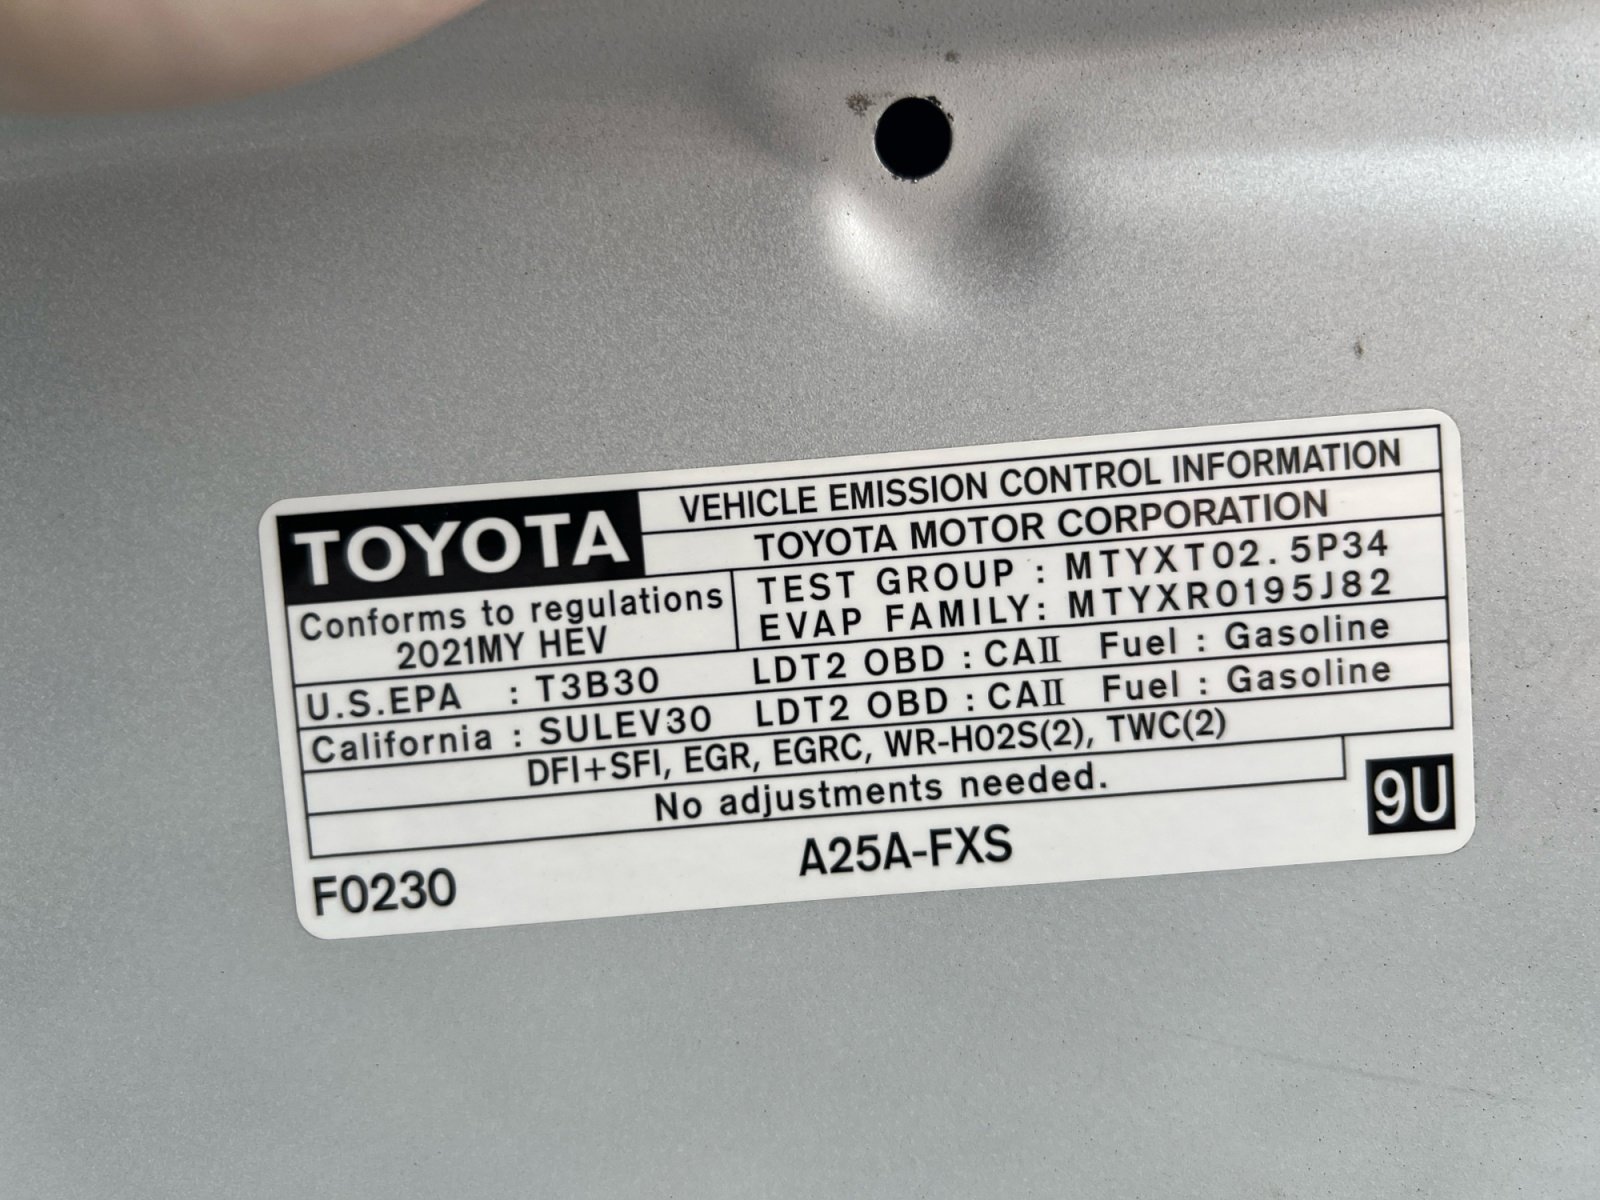 TOYOTA
VEHICLE EMISSION CONTROL INFORMATION
TOYOTA MOTOR CORPORATION
Conforms to regulations
2021MY HEV
TEST GROUP : MTYXT02.5P34
EVAP FAMILY: MTYXR0195J82
U.S.EPA : T3B30 LDT2 OBD : CAⅡ Fuel : Gasoline
California : SULEV30 LDT2 OBD : CAⅡ Fuel : Gasoline
DFI+SFI, EGR, EGRC, WR-HO2S(2), TWC(2)
No adjustments needed.
F0230
A25A-FXS
9U